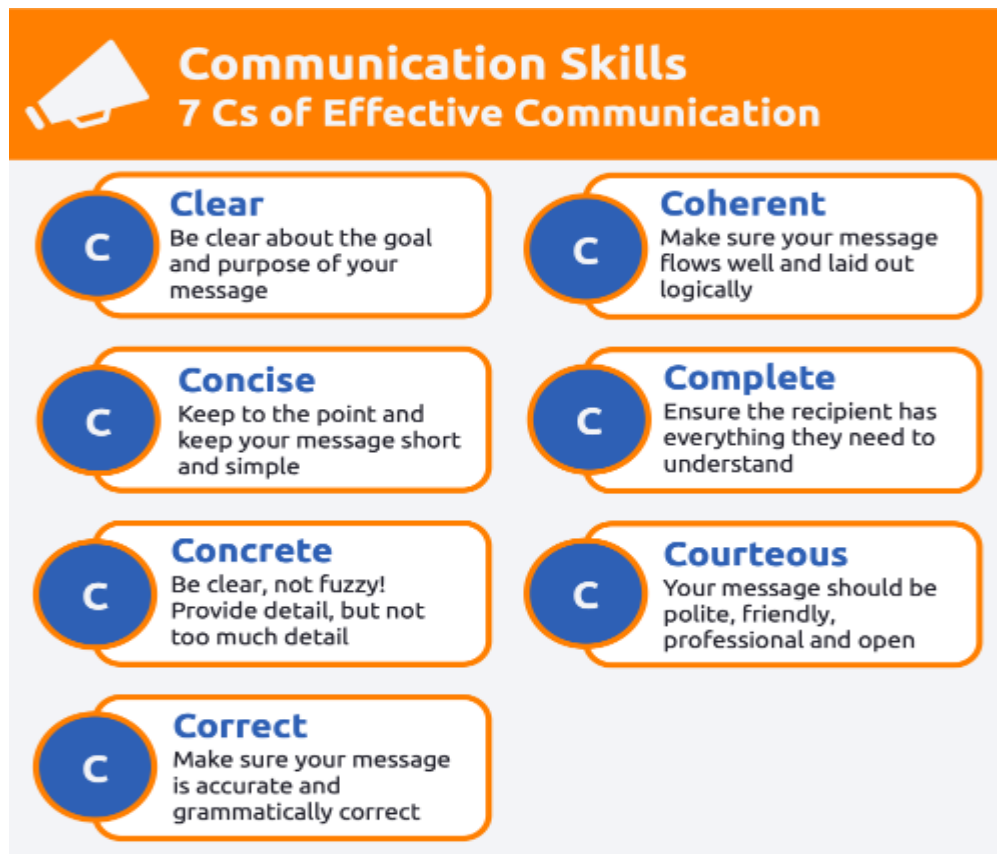 Communication Skills
7 Cs of Effective Communication
C
Clear
Be clear about the goal
and purpose of your
message
C
Concise
Keep to the point and
keep your message short
and simple
C
Concrete
Be clear, not fuzzy!
Provide detail, but not
too much detail
C
Correct
Make sure your message
is accurate and
grammatically correct
C
Coherent
Make sure your message
flows well and laid out
logically
C
Complete
Ensure the recipient has
everything they need to
understand
C
Courteous
Your message should be
polite, friendly,
professional and open